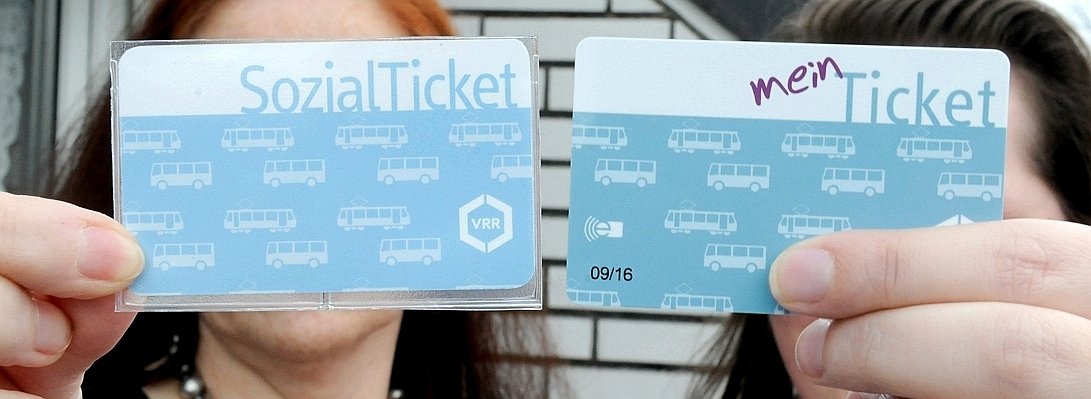 SozialTicket
VRR
mein
Ticket
e
09/16